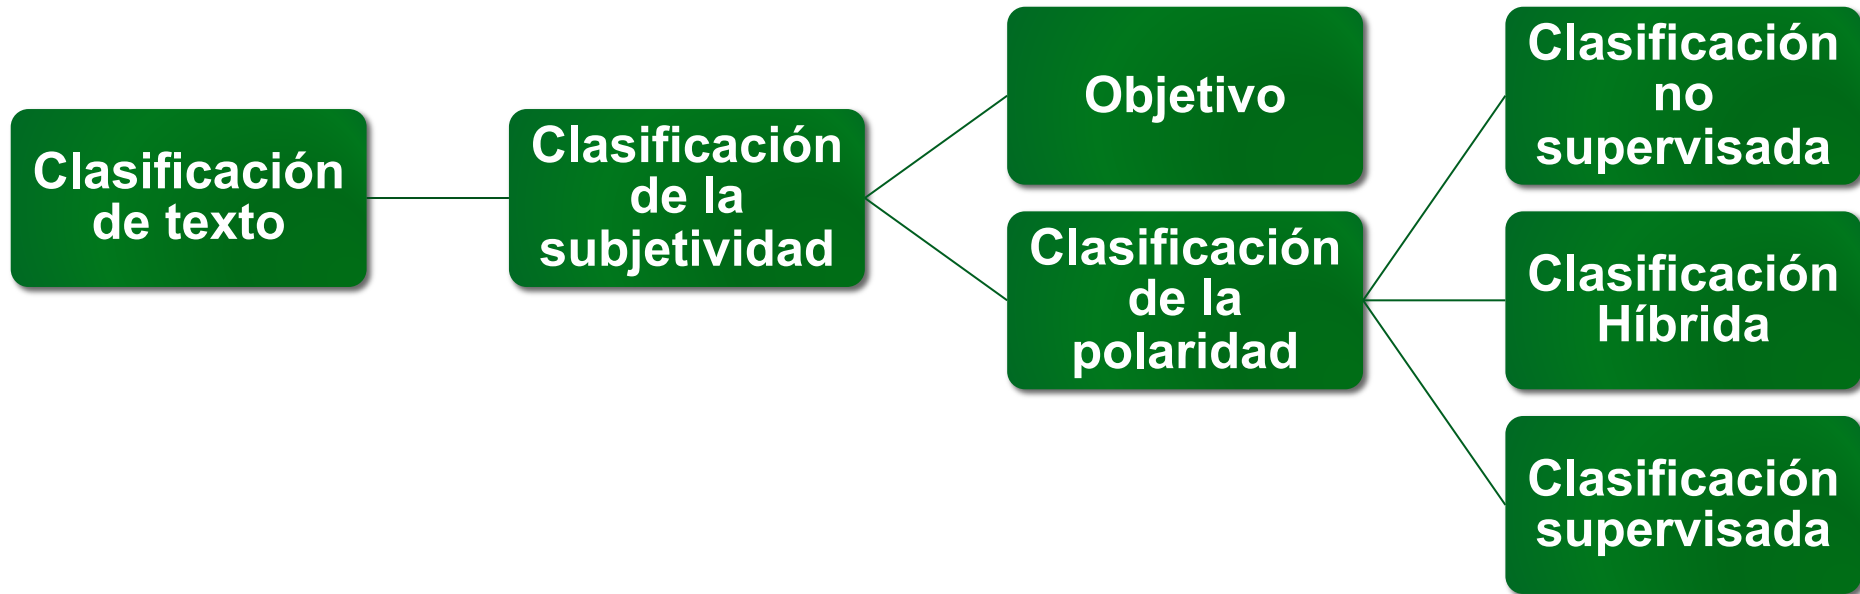 Clasificación
de texto
Clasificación
de la
subjetividad
Objetivo
Clasificación
de la
polaridad
Clasificación
no
supervisada
Clasificación
Híbrida
Clasificación
supervisada